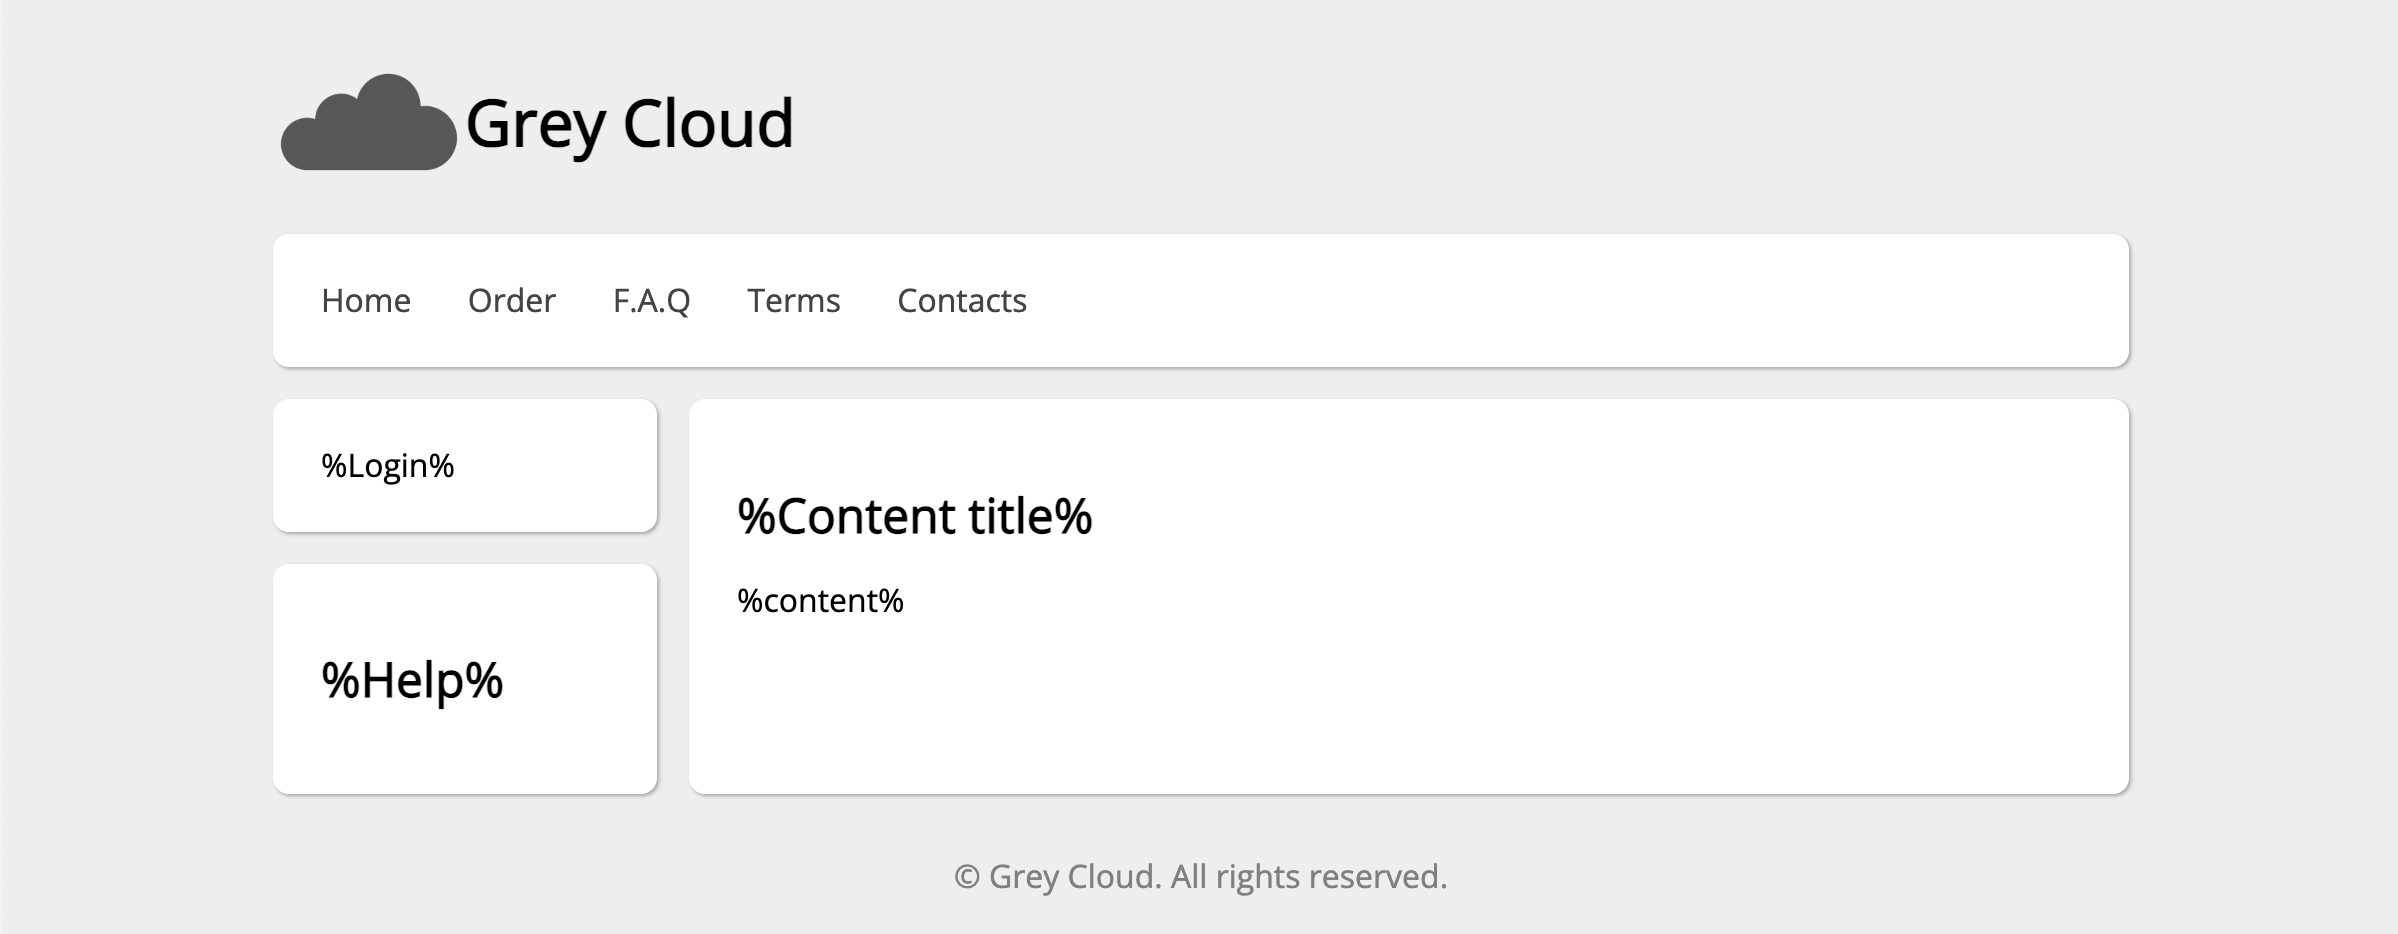 Grey Cloud
Home Order F.A.Q Terms Contacts
%Login%
%Help%
%Content title%
%content%
© Grey Cloud. All rights reserved.